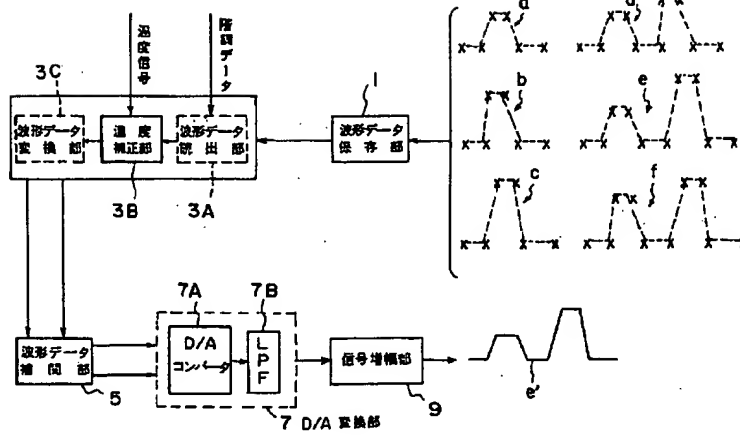 温度信号
階調データ
3C
波形データ
変換部
温度
補正部
波形データ
読出部
3B
3A
1
波形データ
保存部
a
d
b
e
c
f
波形データ
補間部
5
7A
D/A
コンバータ
7B
LPF
7 D/A 変換部
信号増幅部
9
e'